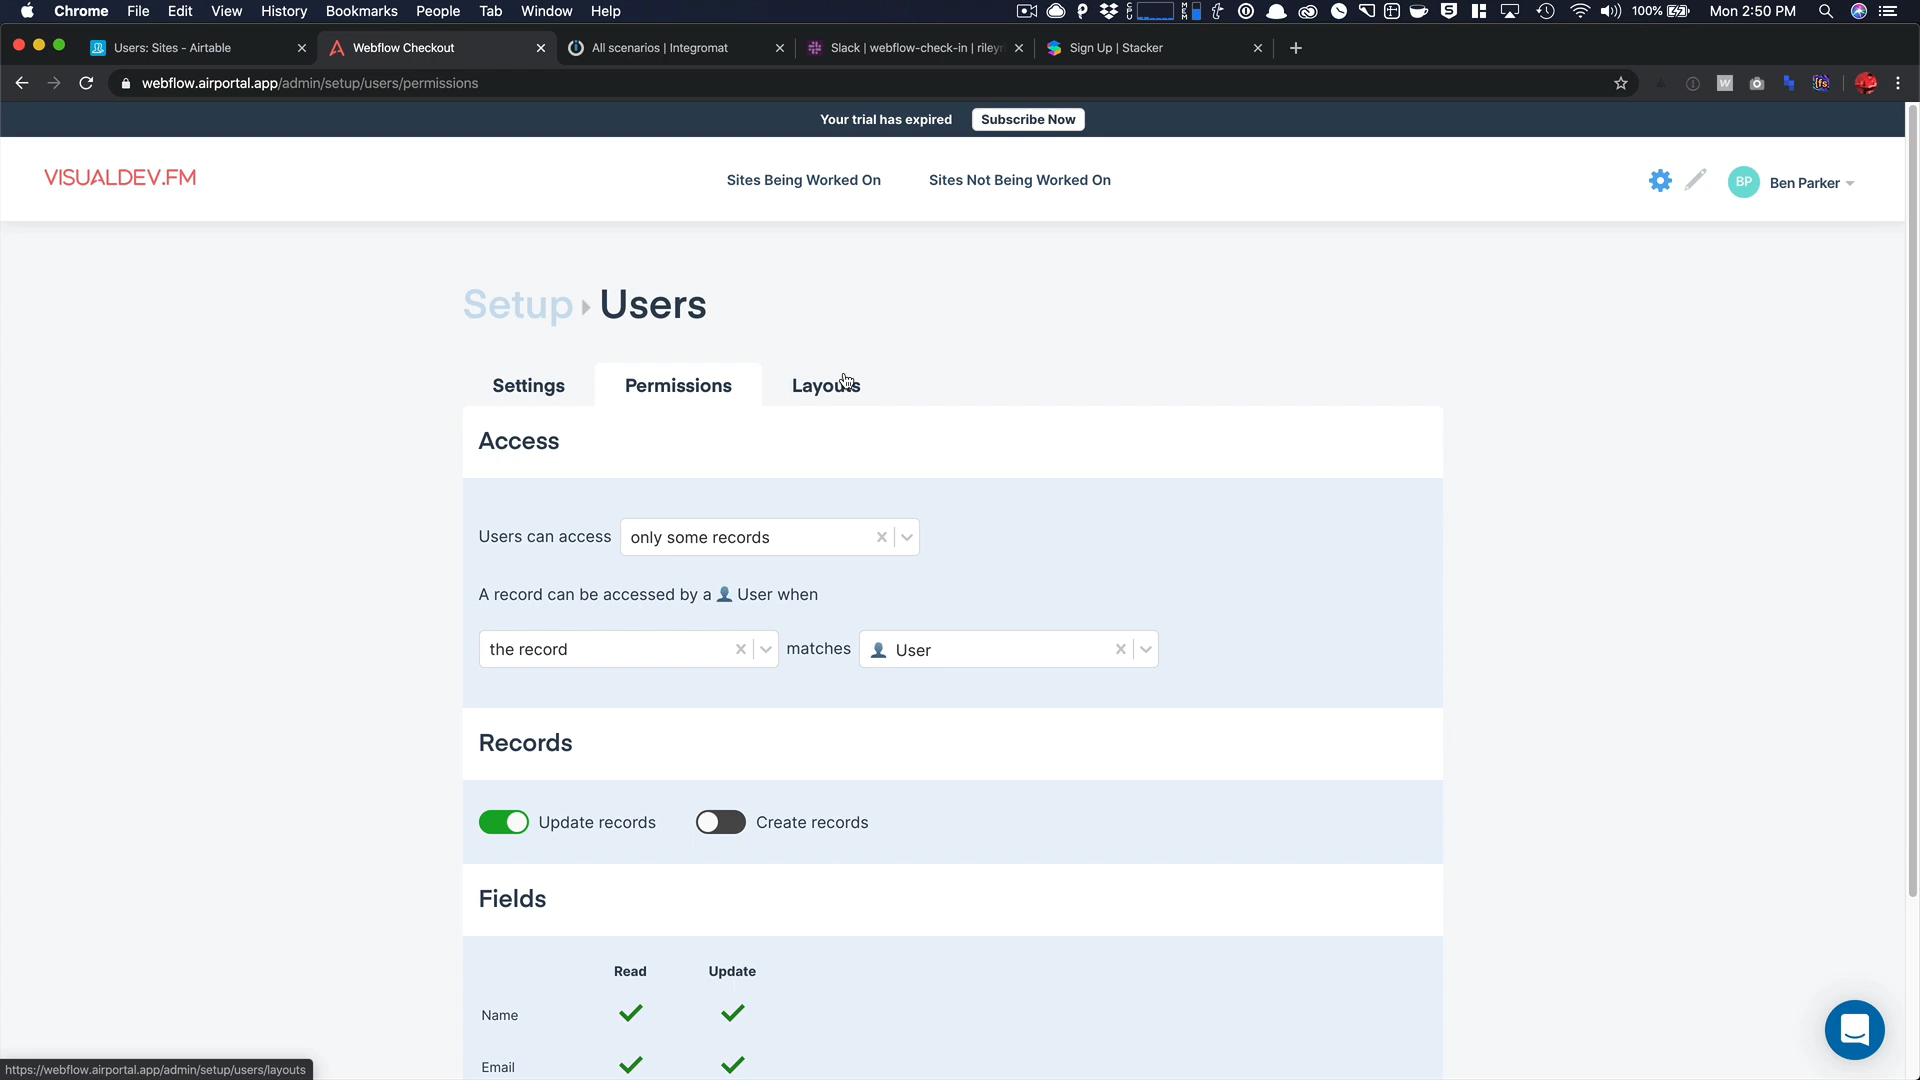 Chrome File Edit View History Bookmarks People Tab Window Help 100% Mon 2:50 PM
Users: Sites - Airtable Webflow Checkout All scenarios | Integromat Slack | webflow-check-in | riley Sign Up | Stacker
webflow.airportal.app/admin/setup/users/permissions
Your trial has expired Subscribe Now
VISUALDEV.FM Sites Being Worked On Sites Not Being Worked On BP Ben Parker
Setup Users
Settings Permissions Layouts
Access
Users can access only some records
A record can be accessed by a User when
the record matches User
Records
Update records Create records
Fields
Read Update
Name
Email
https://webflow.airportal.app/admin/setup/users/layouts